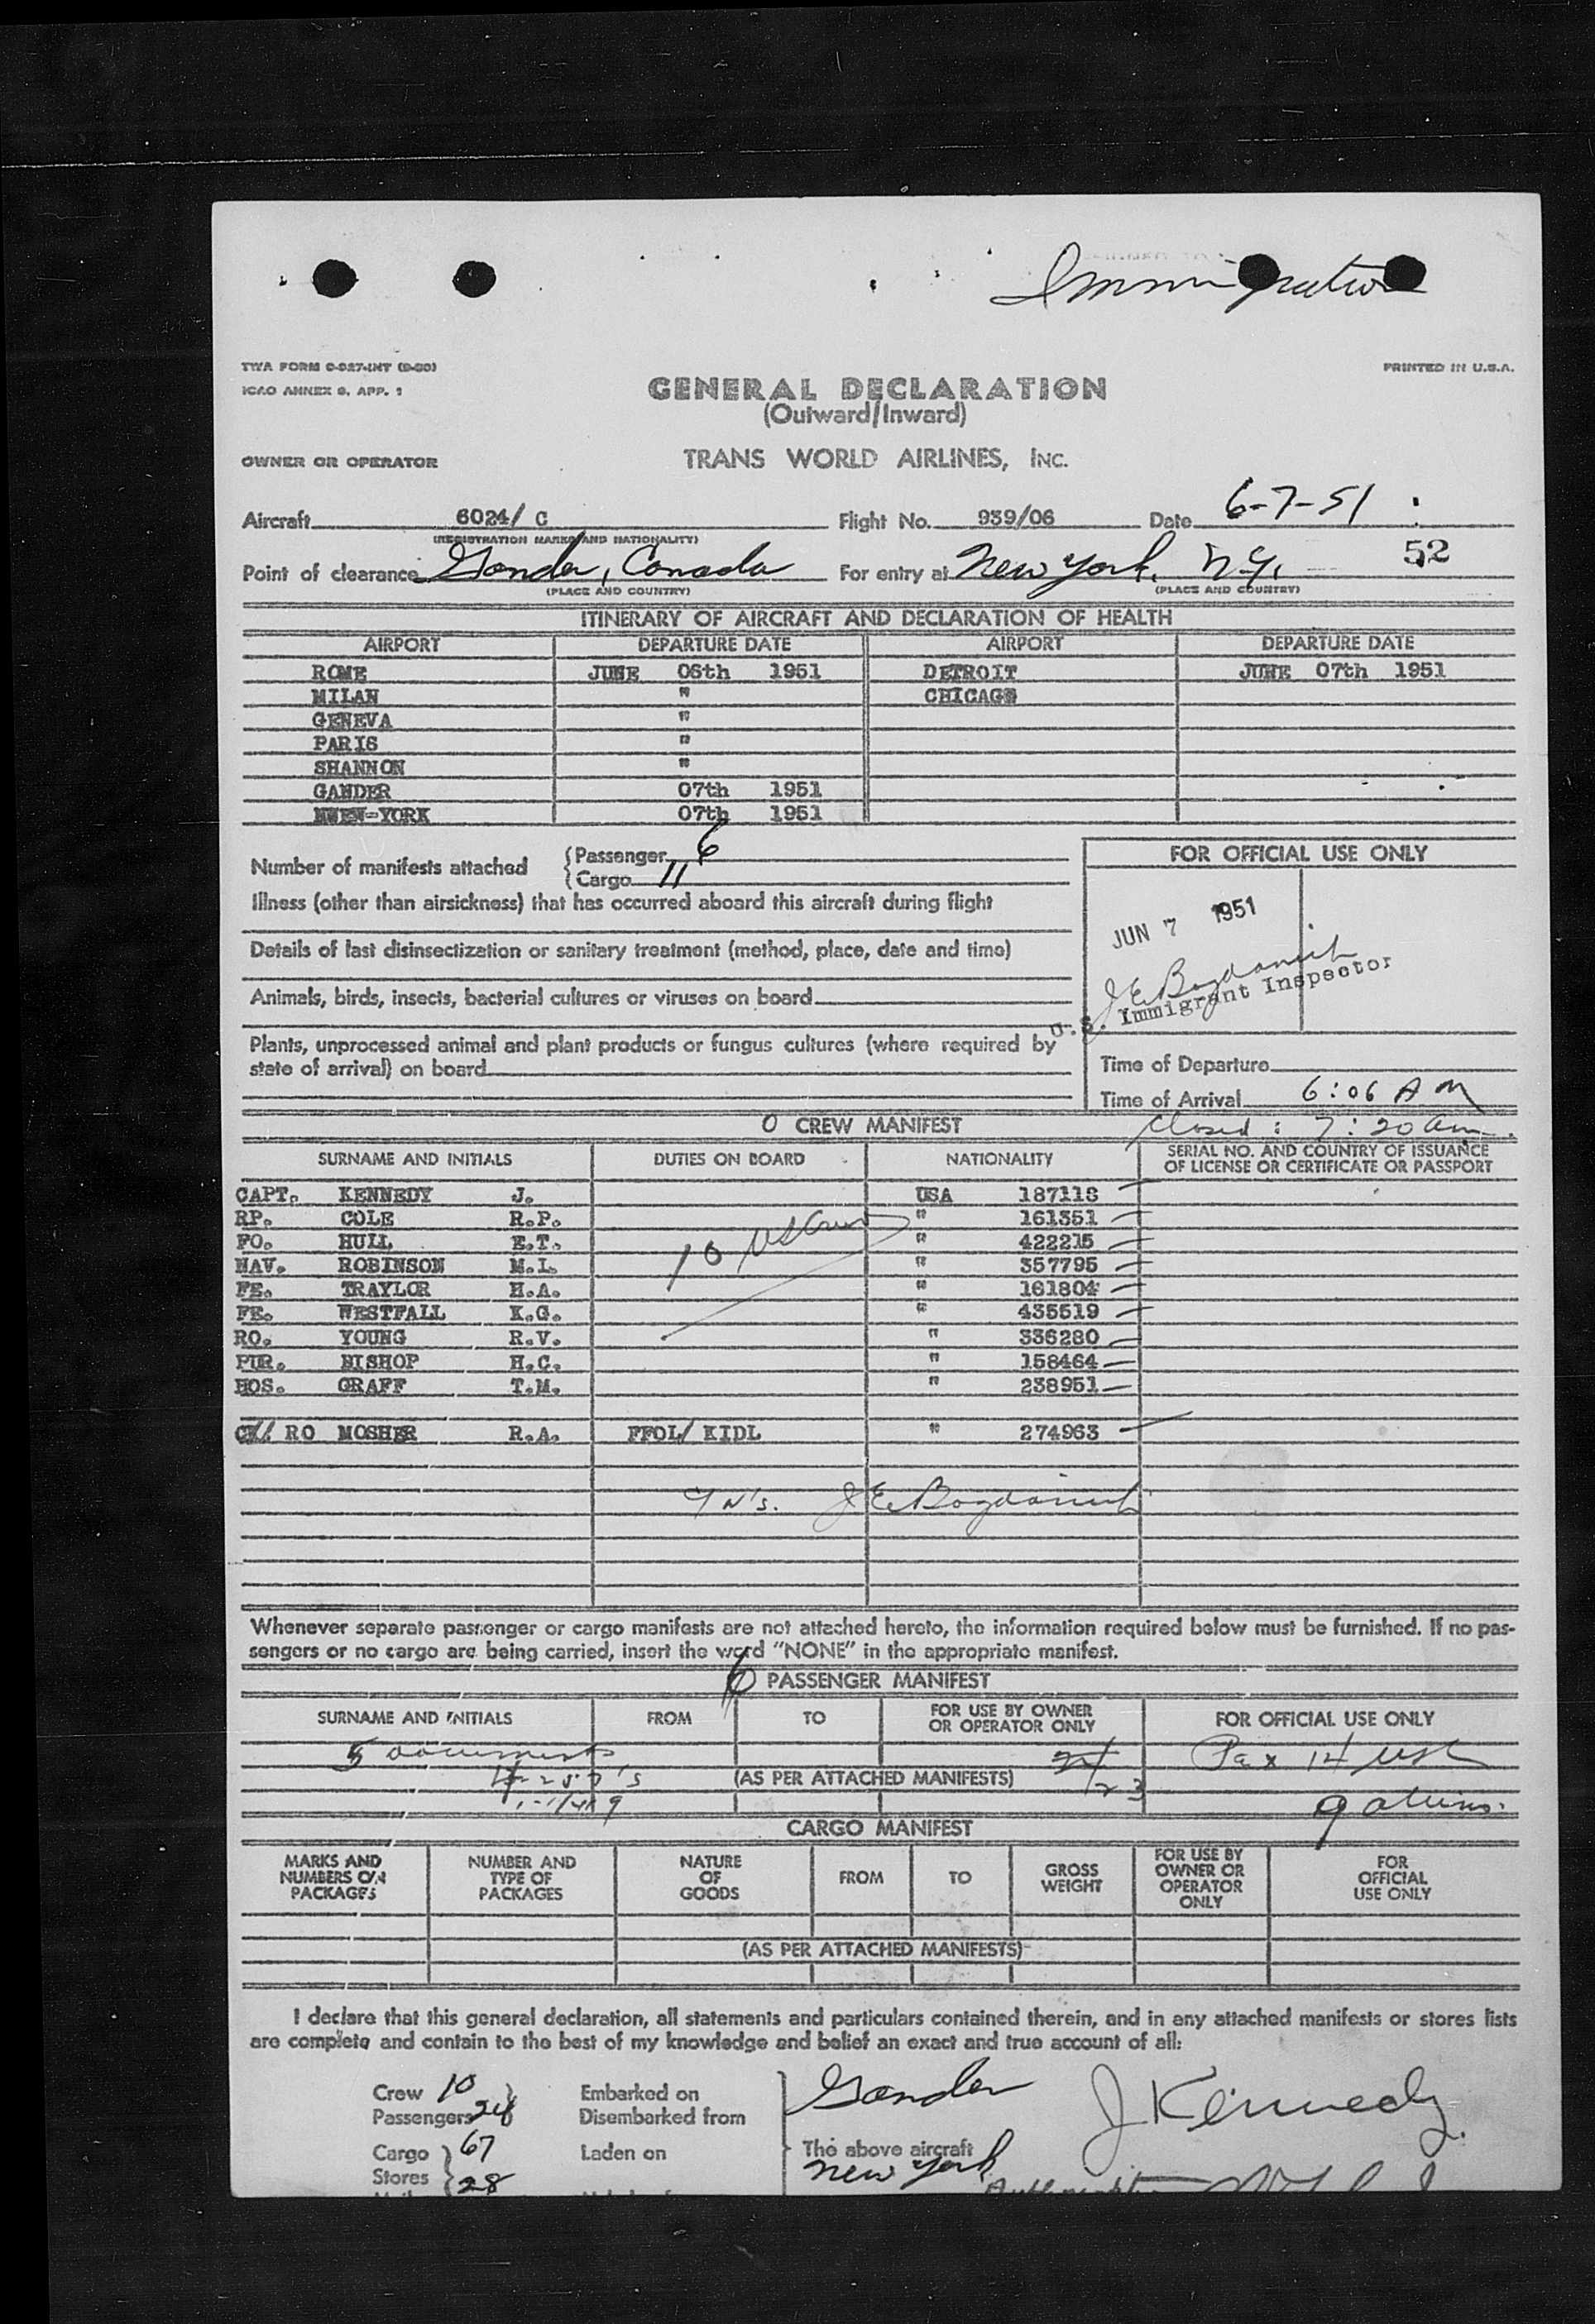 Immigration
TWA FORM O-927-INT (9-50)
ICAO ANNEX 9, APP. 1
PRINTED IN U.S.A.
GENERAL DECLARATION
(Outward/Inward)
OWNER OR OPERATOR TRANS WORLD AIRLINES, INC.
Aircraft 6024/ C Flight No. 939/06 Date 6-7-51
(REGISTRATION MARKS AND NATIONALITY)
52
Point of clearance Gander, Canada For entry at New York, N.Y.
(PLACE AND COUNTRY) (PLACE AND COUNTRY)
ITINERARY OF AIRCRAFT AND DECLARATION OF HEALTH
AIRPORT DEPARTURE DATE AIRPORT DEPARTURE DATE
ROME JUNE 06th 1951 DETROIT JUNE 07th 1951
MILAN " CHICAGO
GENEVA "
PARIS "
SHANNON "
GANDER 07th 1951
NEW-YORK 07th 1951
Number of manifests attached
Passenger 6
Cargo 11
FOR OFFICIAL USE ONLY
Illness (other than airsickness) that has occurred aboard this aircraft during flight
JUN 7 1951
Details of last disinsectization or sanitary treatment (method, place, date and time)
J E Bogdanich
Animals, birds, insects, bacterial cultures or viruses on board
U.S. Immigrant Inspector
Plants, unprocessed animal and plant products or fungus cultures (where required by
state of arrival) on board
Time of Departure
Time of Arrival 6:06 AM
O CREW MANIFEST
Closed: 7:20 am.
SURNAME AND INITIALS DUTIES ON BOARD NATIONALITY SERIAL NO. AND COUNTRY OF ISSUANCE
OF LICENSE OR CERTIFICATE OR PASSPORT
CAPT. KENNEDY J. USA 187118
RP. COLE R.P. " 161351
FO. HULL E.T. " 422215
NAV. ROBINSON M.L. " 357795
FE. TRAYLOR H.A. " 161804
FE. WESTFALL K.G. " 435519
RO. YOUNG R.V. " 336280
PUR. BISHOP H.C. " 158464
HOS. GRAFF T.M. " 238951
10
RO MOSHER R.A. FFOL/ KIDL " 274963
J E Bogdanich
Whenever separate passenger or cargo manifests are not attached hereto, the information required below must be furnished. If no pas-
sengers or no cargo are being carried, insert the word "NONE" in the appropriate manifest.
6 PASSENGER MANIFEST
SURNAME AND INITIALS FROM TO FOR USE BY OWNER
OR OPERATOR ONLY FOR OFFICIAL USE ONLY
5 documents Pax 14
(AS PER ATTACHED MANIFESTS) 23
9 aliens
CARGO MANIFEST
MARKS AND
NUMBERS ON
PACKAGES
NUMBER AND
TYPE OF
PACKAGES
NATURE
OF
GOODS
FROM
TO
GROSS
WEIGHT
FOR USE BY
OWNER OR
OPERATOR
ONLY
FOR
OFFICIAL
USE ONLY
(AS PER ATTACHED MANIFESTS)
I declare that this general declaration, all statements and particulars contained therein, and in any attached manifests or stores lists
are complete and contain to the best of my knowledge and belief an exact and true account of all:
Crew 10 Embarked on Gander J Kennedy
Passengers 24 Disembarked from
Cargo 67 Laden on The above aircraft
Stores 28 New York